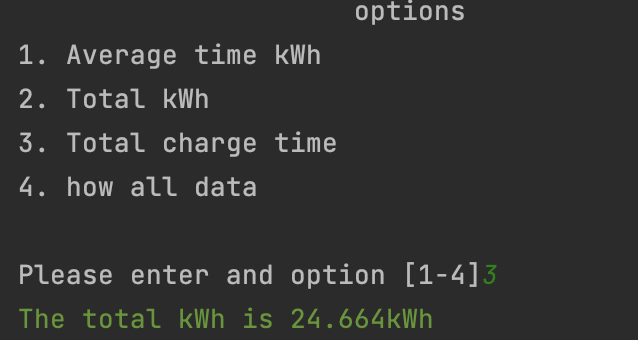 options
1. Average time kWh
2. Total kWh
3. Total charge time
4. how all data
Please enter and option [1-4]3
The total kWh is 24.664kWh